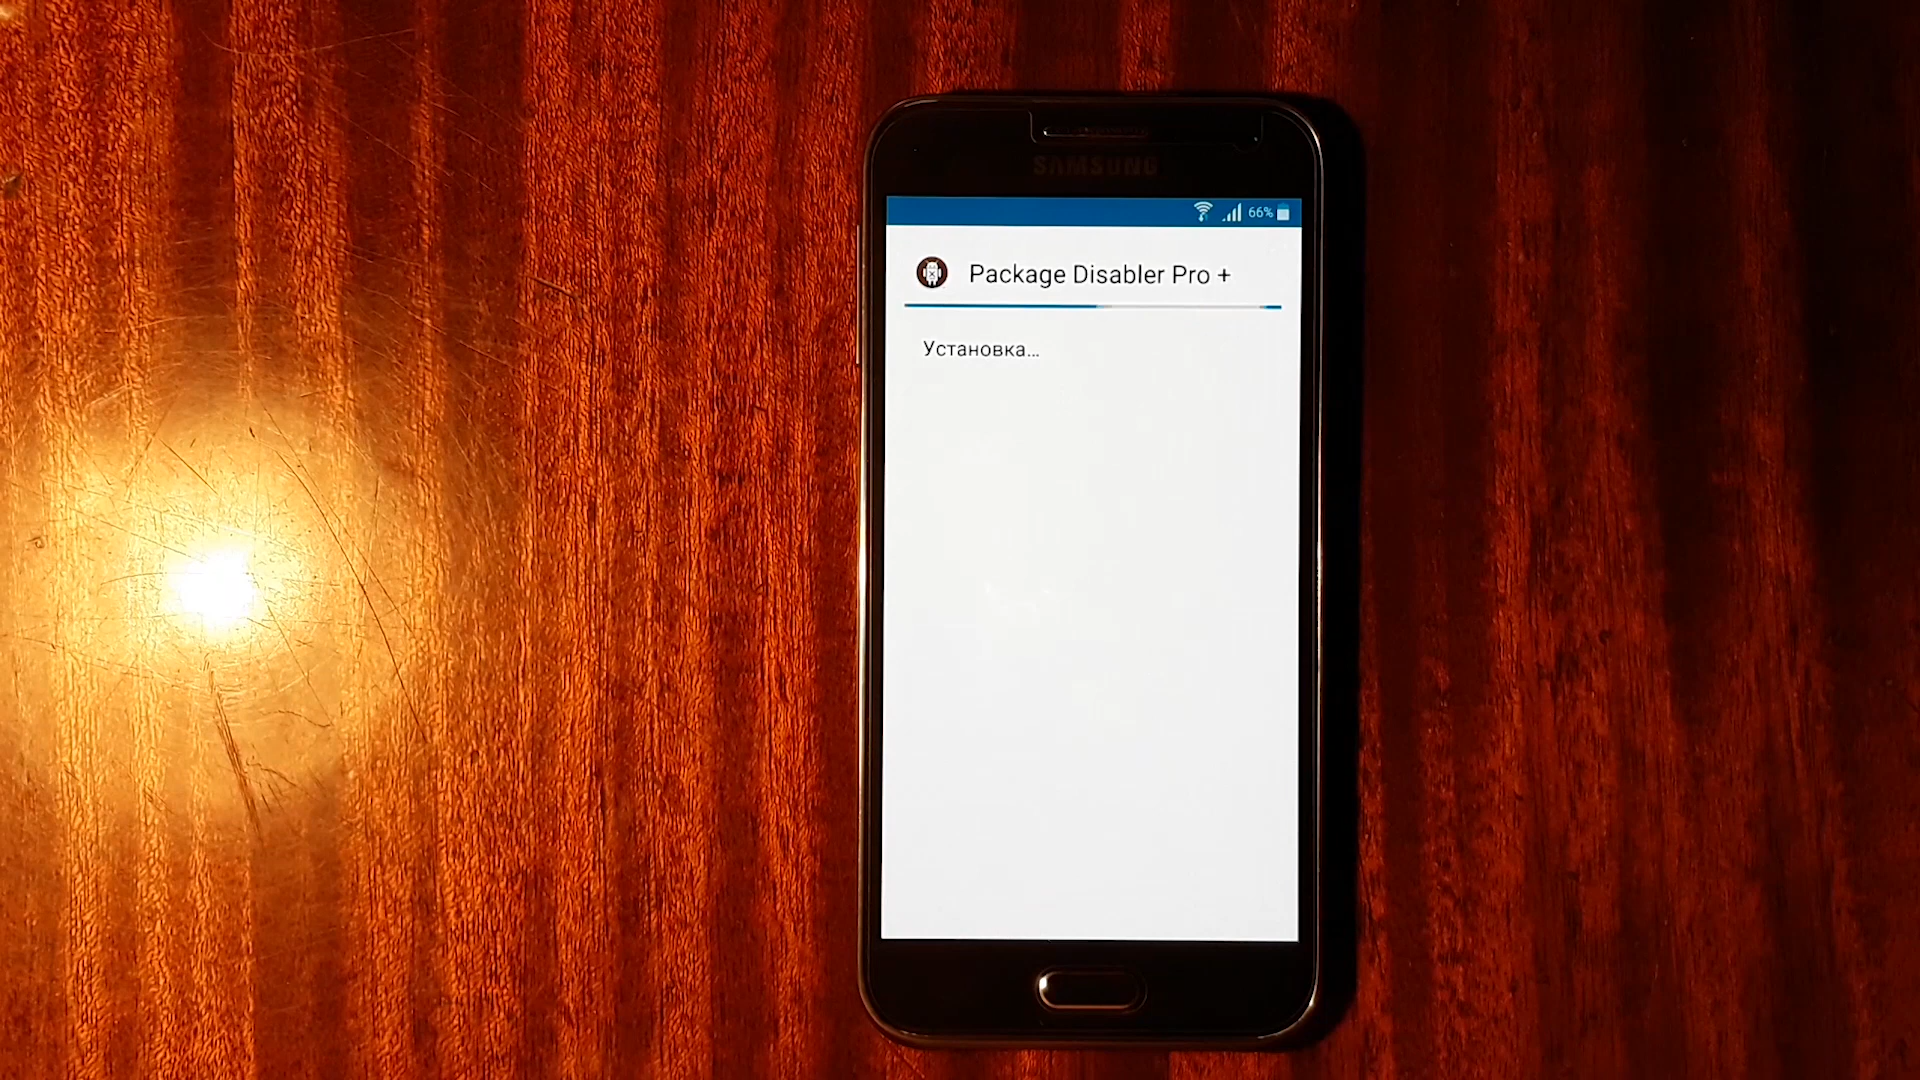 SAMSUNG
66%
Package Disabler Pro +
Установка...